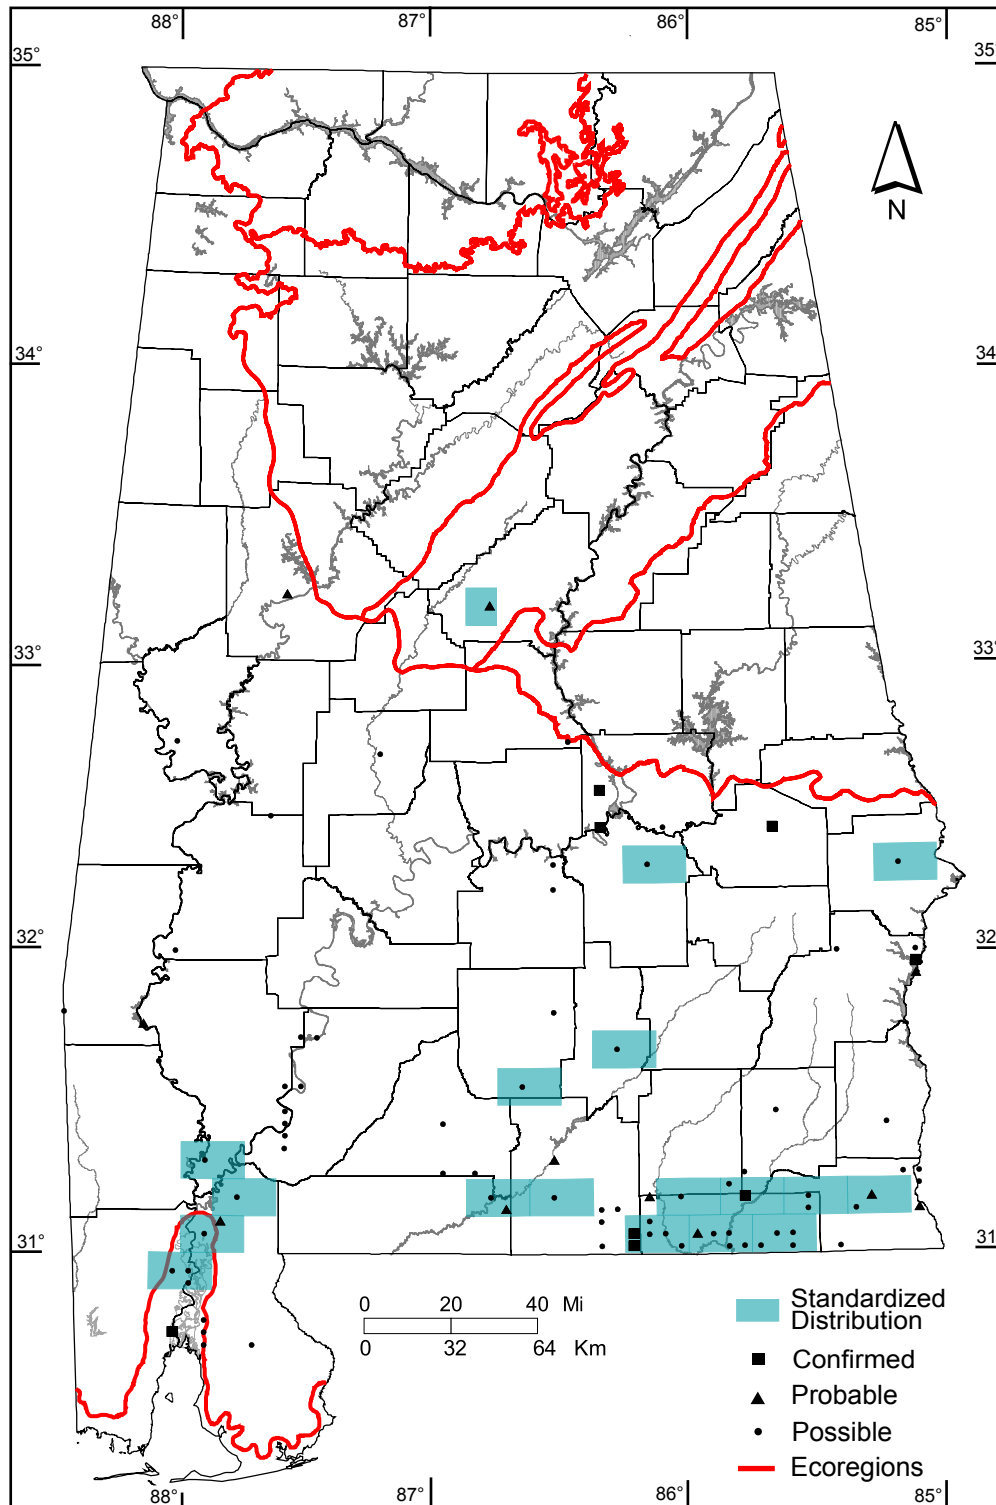 88° 87° 86° 85°
35° 35°
N
34° 34°
33° 33°
32° 32°
31° 31°
0 20 40 Mi
0 32 64 Km
Standardized
Distribution
Confirmed
Probable
Possible
Ecoregions
88° 87° 86° 85°